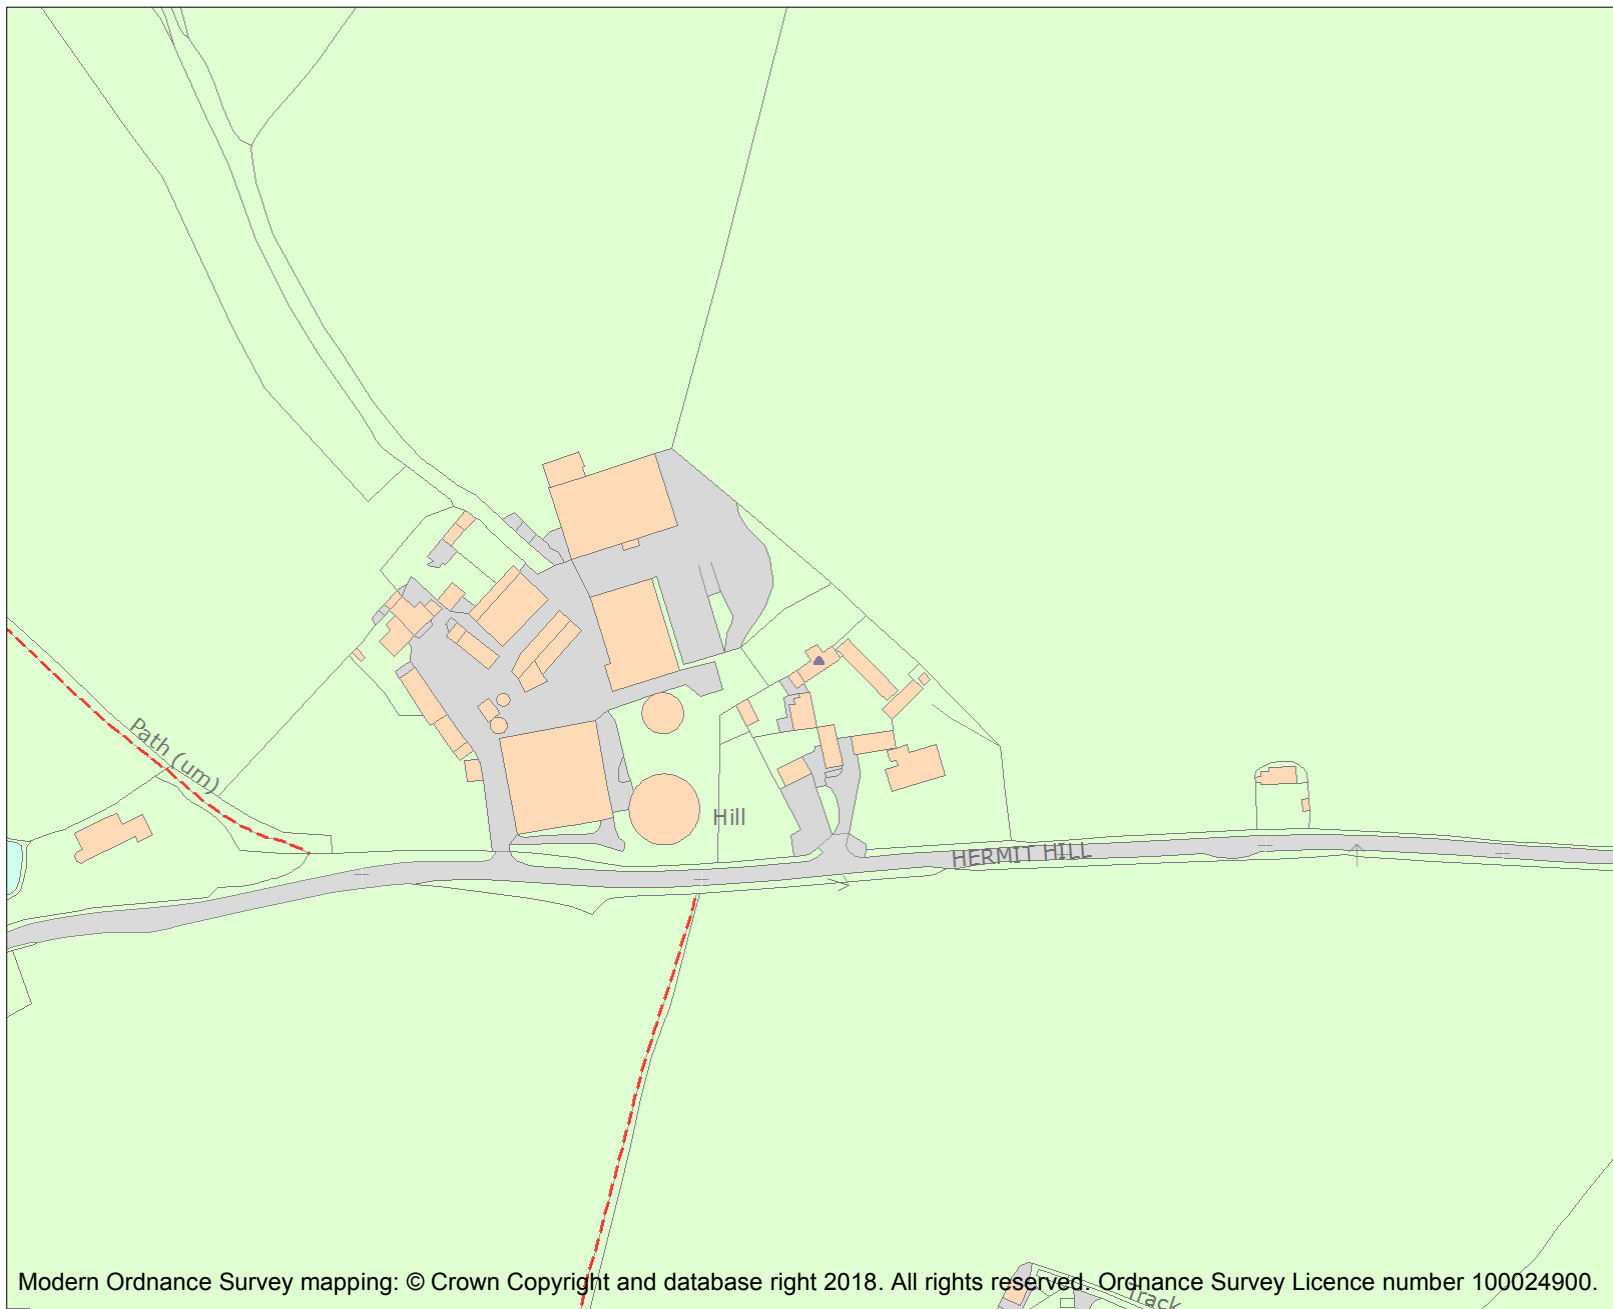 Path (um)
Hill
HERMIT HILL
Track
Modern Ordnance Survey mapping: © Crown Copyright and database right 2018. All rights reserved. Ordnance Survey Licence number 100024900.